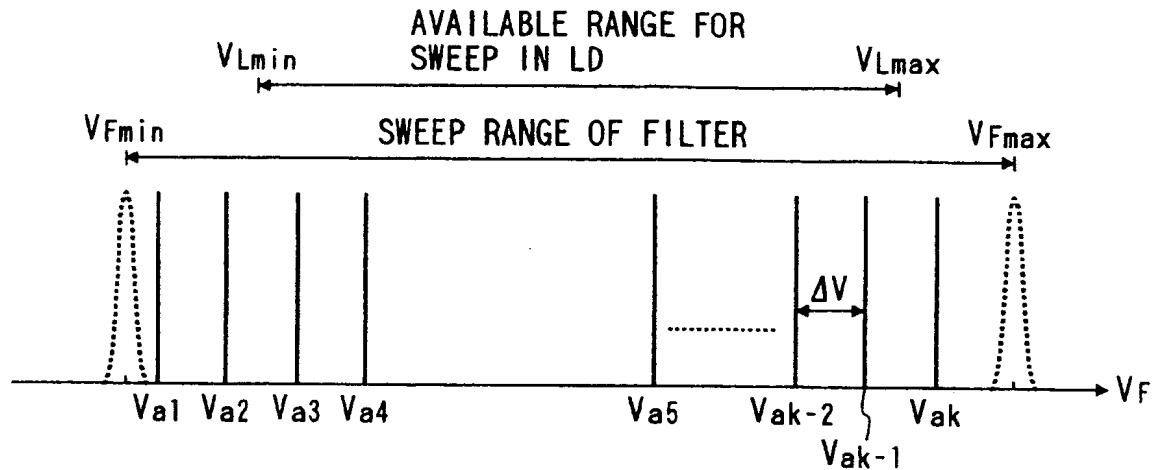 AVAILABLE RANGE FOR
SWEEP IN LD
VLmin
VLmax
VFmin
SWEEP RANGE OF FILTER
VFmax
ΔV
VF
Va1 Va2 Va3 Va4 Va5 Vak-2 Vak
Vak-1